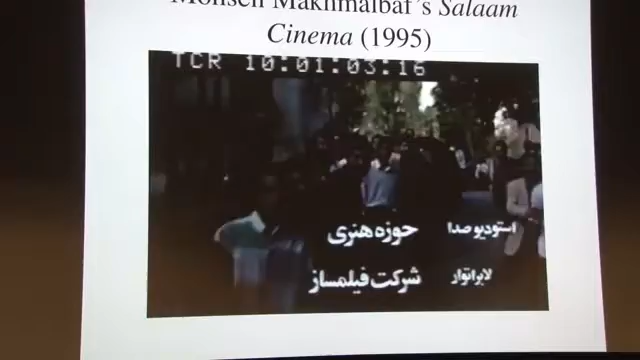 Mohsen Makhmalbaf's Salaam
Cinema (1995)
TCR 10:01:03:16
استودیو صدا حوزه هنری
لابراتوار شرکت فیلمساز